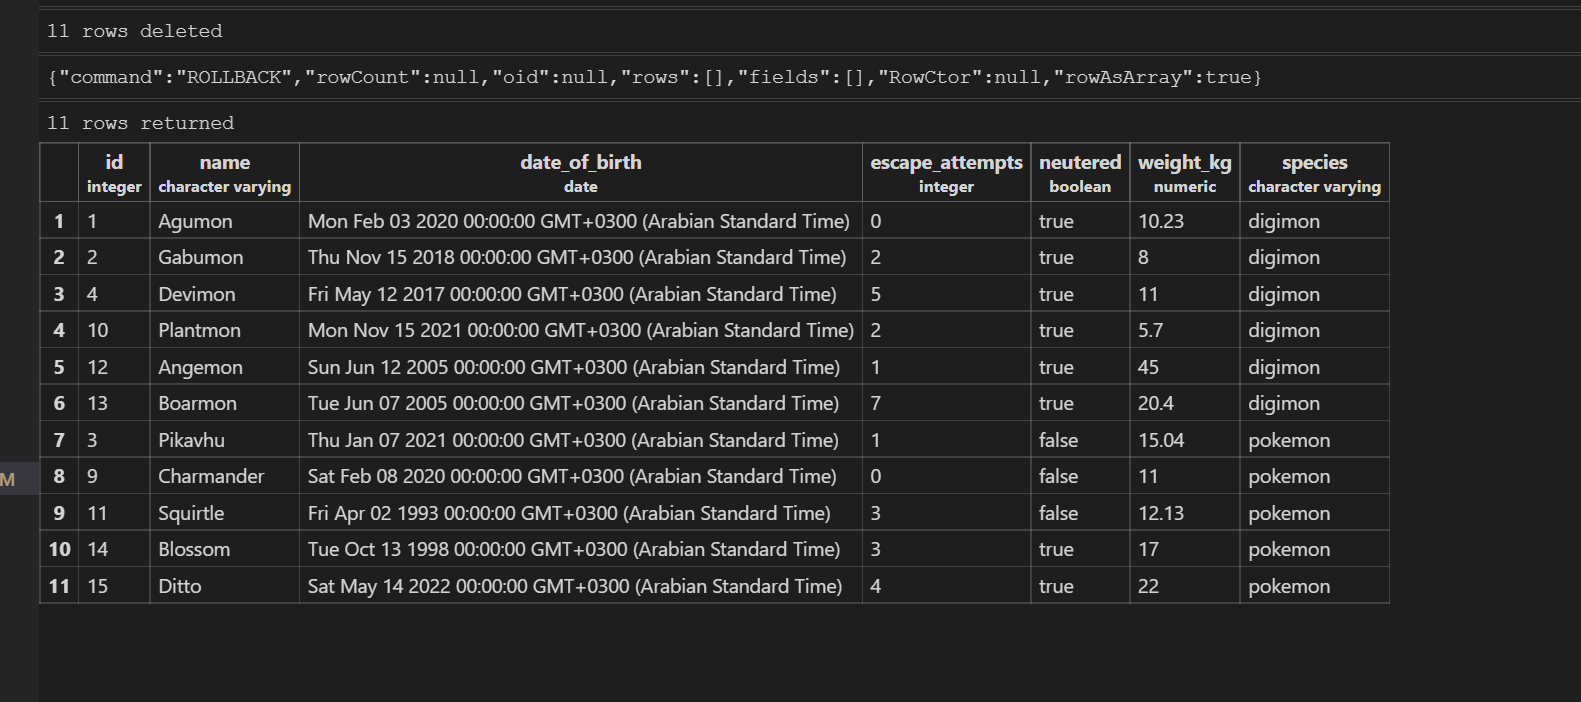 11 rows deleted
{"command":"ROLLBACK","rowCount":null,"oid":null,"rows":[],"fields":[],"RowCtor":null,"rowAsArray":true}
11 rows returned
id name date_of_birth escape_attempts neutered weight_kg species
integer character varying date integer boolean numeric character varying
1 1 Agumon Mon Feb 03 2020 00:00:00 GMT+0300 (Arabian Standard Time) 0 true 10.23 digimon
2 2 Gabumon Thu Nov 15 2018 00:00:00 GMT+0300 (Arabian Standard Time) 2 true 8 digimon
3 4 Devimon Fri May 12 2017 00:00:00 GMT+0300 (Arabian Standard Time) 5 true 11 digimon
4 10 Plantmon Mon Nov 15 2021 00:00:00 GMT+0300 (Arabian Standard Time) 2 true 5.7 digimon
5 12 Angemon Sun Jun 12 2005 00:00:00 GMT+0300 (Arabian Standard Time) 1 true 45 digimon
6 13 Boarmon Tue Jun 07 2005 00:00:00 GMT+0300 (Arabian Standard Time) 7 true 20.4 digimon
7 3 Pikavhu Thu Jan 07 2021 00:00:00 GMT+0300 (Arabian Standard Time) 1 false 15.04 pokemon
M 8 9 Charmander Sat Feb 08 2020 00:00:00 GMT+0300 (Arabian Standard Time) 0 false 11 pokemon
9 11 Squirtle Fri Apr 02 1993 00:00:00 GMT+0300 (Arabian Standard Time) 3 false 12.13 pokemon
10 14 Blossom Tue Oct 13 1998 00:00:00 GMT+0300 (Arabian Standard Time) 3 true 17 pokemon
11 15 Ditto Sat May 14 2022 00:00:00 GMT+0300 (Arabian Standard Time) 4 true 22 pokemon